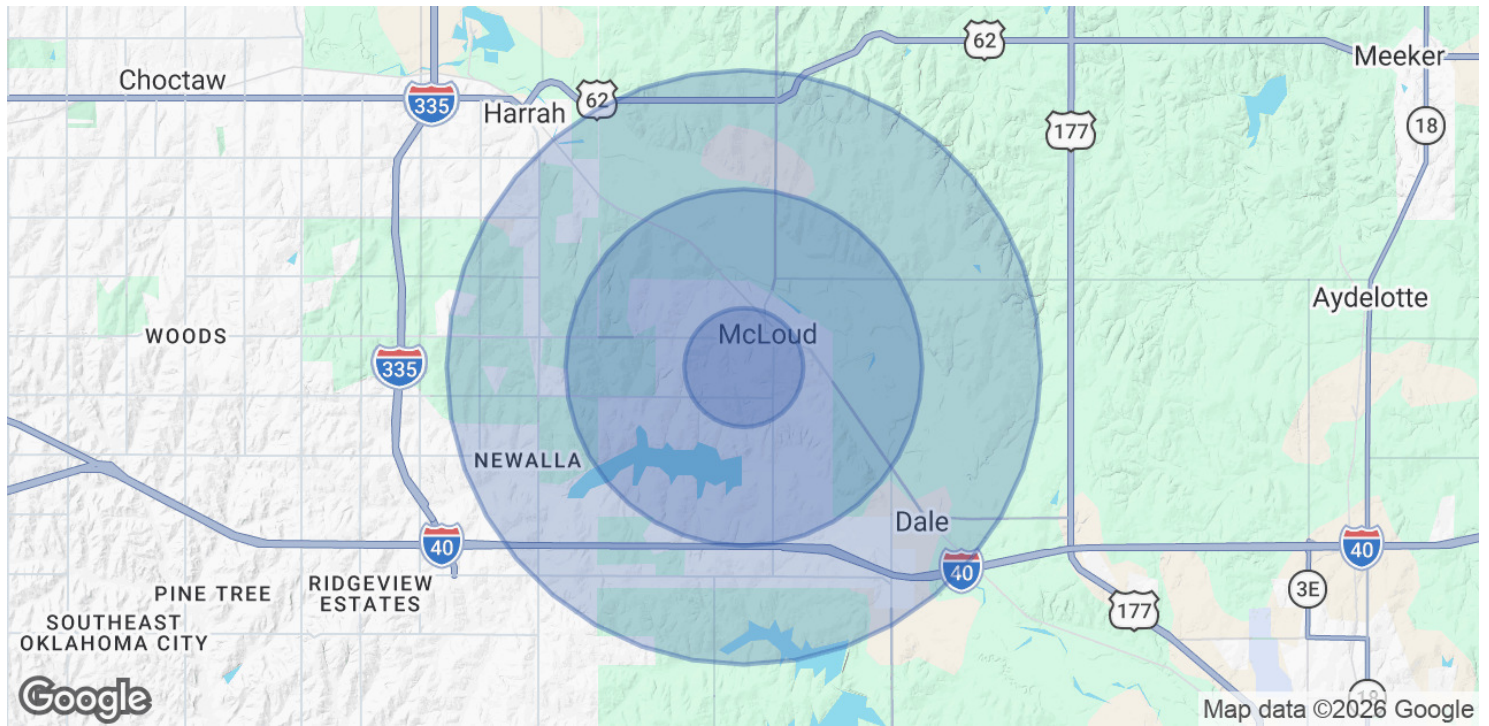 62
Meeker
Choctaw
335
62
Harrah
177
18
Aydelotte
McLoud
WOODS
335
NEWALLA
Dale
40
40
40
RIDGEVIEW
ESTATES
PINE TREE
3E
177
SOUTHEAST
OKLAHOMA CITY
18
Google
Map data ©2026 Google